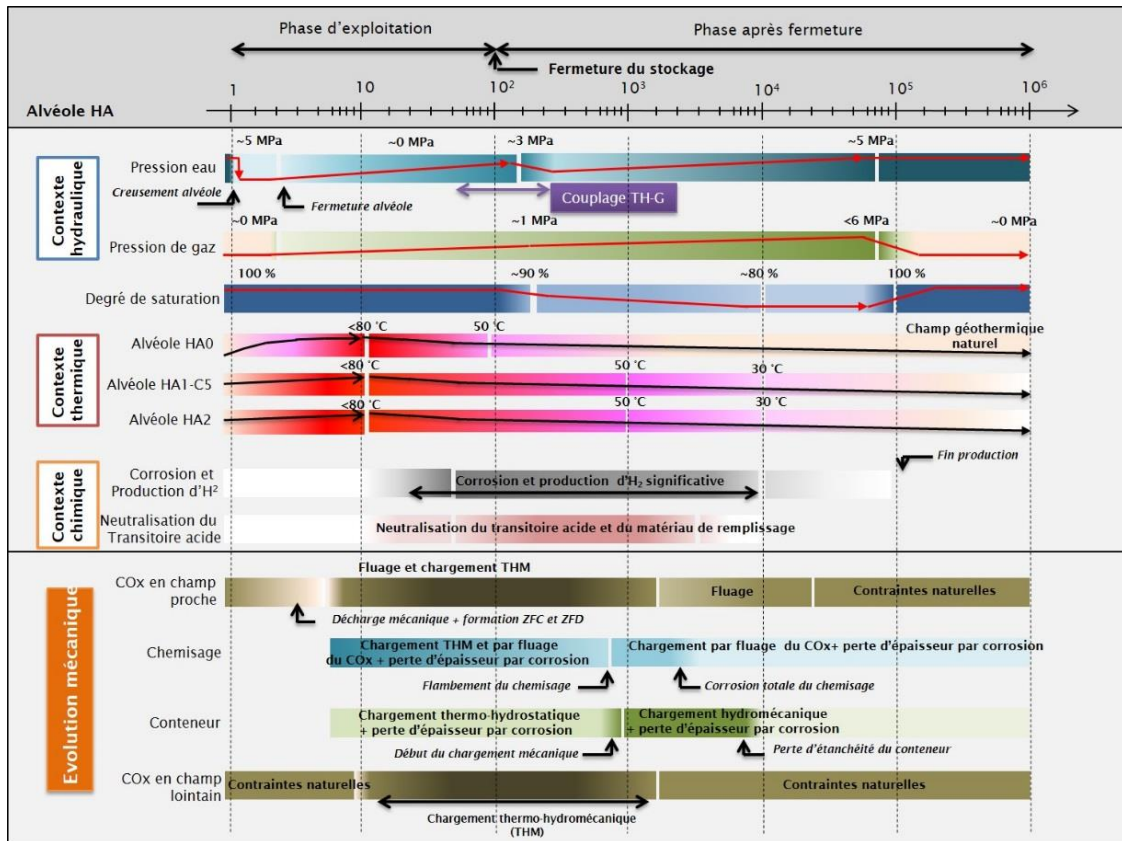 Phase d'exploitation
Phase après fermeture
Fermeture du stockage
Alvéole HA
1
10
10²
10³
10⁴
10⁵
10⁶
Contexte hydraulique
~5 MPa
~0 MPa
~3 MPa
~5 MPa
Pression eau
Creusement alvéole
Fermeture alvéole
Couplage TH-G
~0 MPa
~1 MPa
<6 MPa
~0 MPa
Pression de gaz
100 %
~90 %
~80 %
100 %
Degré de saturation
Contexte thermique
<80 °C
50 °C
Champ géothermique
naturel
Alvéole HA0
<80 °C
50 °C
30 °C
Alvéole HA1-C5
<80 °C
50 °C
30 °C
Alvéole HA2
Contexte chimique
Fin production
Corrosion et
Production d'H²
Corrosion et production d'H₂ significative
Neutralisation du
Transitoire acide
Neutralisation du transitoire acide et du matériau de remplissage
Evolution mécanique
Fluage et chargement THM
COx en champ
proche
Fluage
Contraintes naturelles
Décharge mécanique + formation ZFC et ZFD
Chemisage
Chargement THM et par fluage
du COx + perte d'épaisseur par corrosion
Chargement par fluage du COx+ perte d'épaisseur par corrosion
Flambement du chemisage
Corrosion totale du chemisage
Conteneur
Chargement thermo-hydrostatique
+ perte d'épaisseur par corrosion
Chargement hydromécanique
+ perte d'épaisseur par corrosion
Début du chargement mécanique
Perte d'étanchéité du conteneur
COx en champ
lointain
Contraintes naturelles
Contraintes naturelles
Chargement thermo-hydromécanique
(THM)